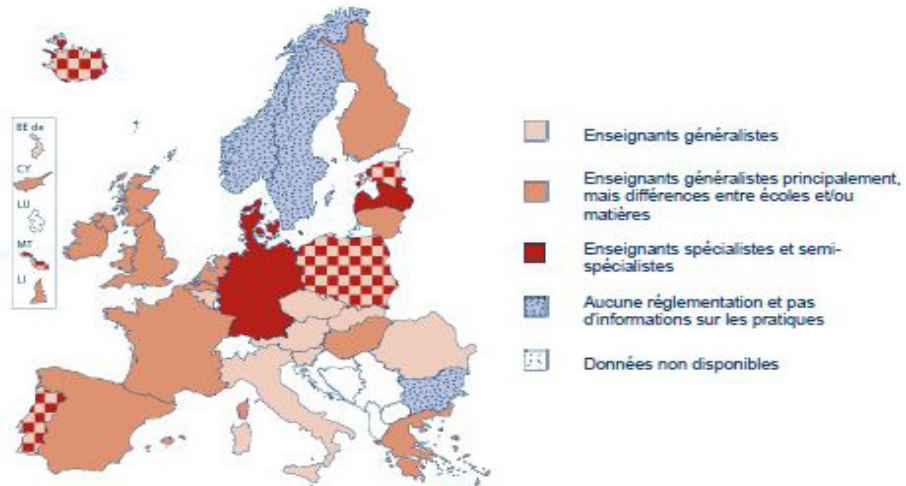 BE de
CY
LU
MT
LI
Enseignants généralistes
Enseignants généralistes principalement,
mais différences entre écoles et/ou
matières
Enseignants spécialistes et semi-
spécialistes
Aucune réglementation et pas
d'informations sur les pratiques
Données non disponibles